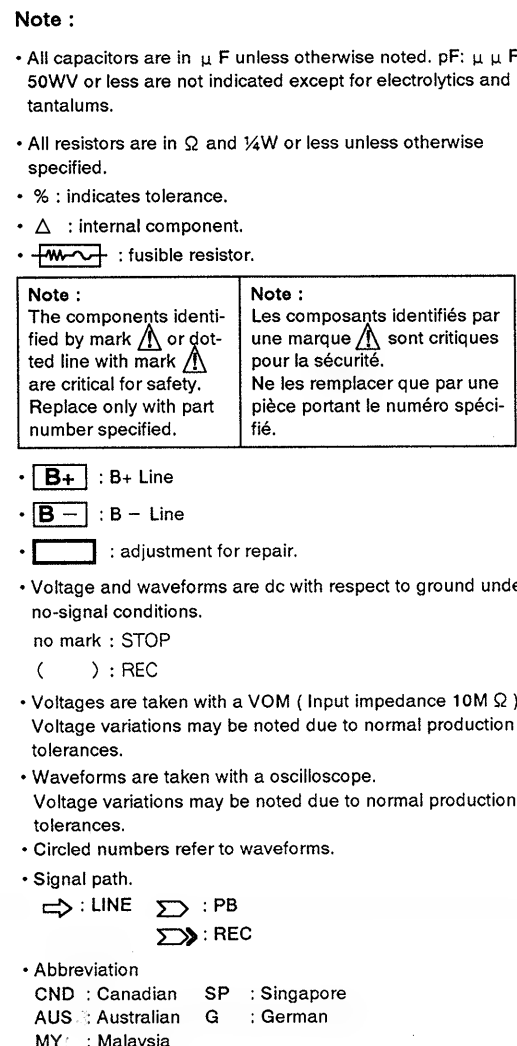 Note :
• All capacitors are in μ F unless otherwise noted. pF: μ μ F
50WV or less are not indicated except for electrolytics and
tantalums.
• All resistors are in Ω and ¼W or less unless otherwise
specified.
• % : indicates tolerance.
• △ : internal component.
• : fusible resistor.
Note :
The components identi-
fied by mark ⚠ or dot-
ted line with mark ⚠
are critical for safety.
Replace only with part
number specified.
Note :
Les composants identifiés par
une marque ⚠ sont critiques
pour la sécurité.
Ne les remplacer que par une
pièce portant le numéro spéci-
fié.
• B+ : B+ Line
• B − : B − Line
• : adjustment for repair.
• Voltage and waveforms are dc with respect to ground unde
no-signal conditions.
no mark : STOP
( ) : REC
• Voltages are taken with a VOM ( Input impedance 10M Ω )
Voltage variations may be noted due to normal production
tolerances.
• Waveforms are taken with a oscilloscope.
Voltage variations may be noted due to normal production
tolerances.
• Circled numbers refer to waveforms.
• Signal path.
: LINE : PB
: REC
• Abbreviation
CND : Canadian SP : Singapore
AUS : Australian G : German
MY : Malaysia